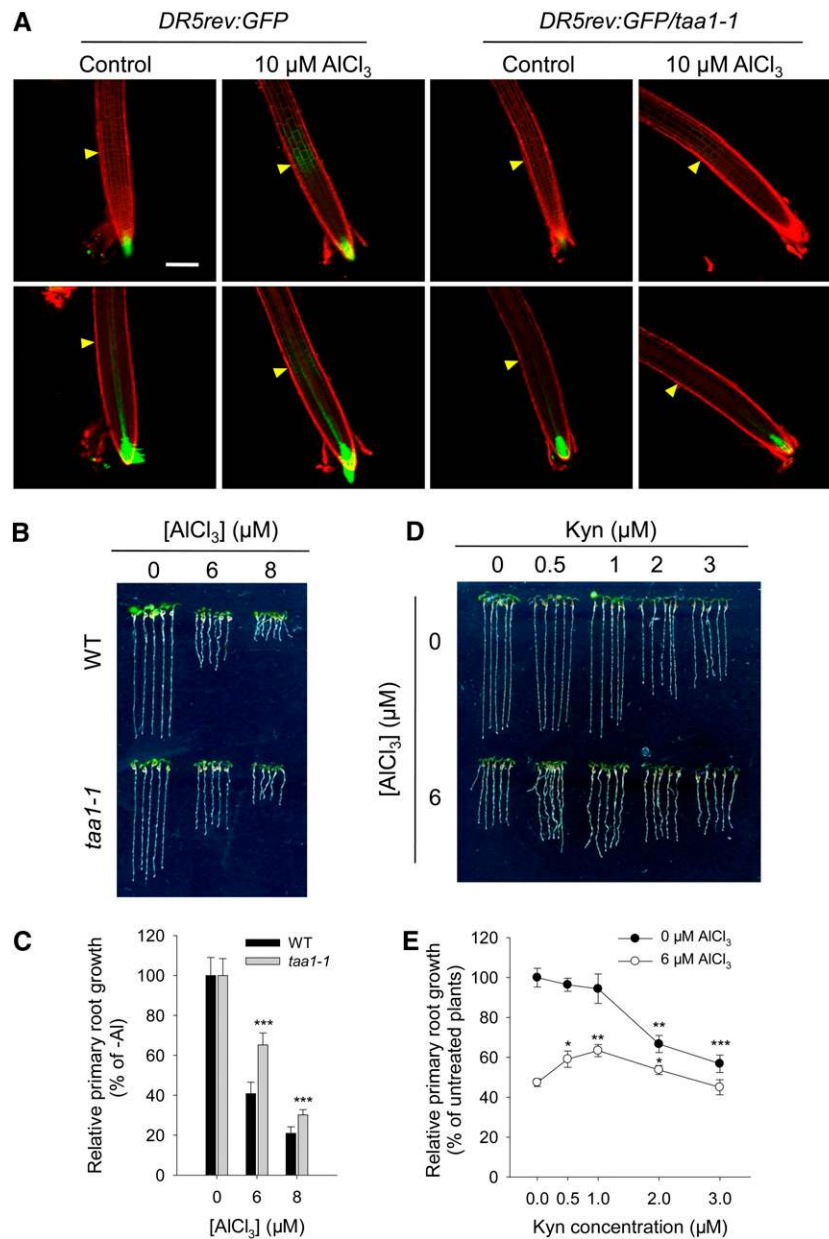 A
DR5rev:GFP
DR5rev:GFP/taa1-1
Control
10 µM AlCl₃
Control
10 µM AlCl₃
B
[AlCl₃] (µM)
0 6 8
WT
taa1-1
D
Kyn (µM)
0 0.5 1 2 3
[AlCl₃] (µM)
0
6
C
Relative primary root growth
(% of -Al)
120
100
80
60
40
20
0
WT
taa1-1
***
***
0 6 8
[AlCl₃] (µM)
E
Relative primary root growth
(% of untreated plants)
120
100
80
60
40
20
0
0 µM AlCl₃
6 µM AlCl₃
*
**
**
*
***
0.0 0.5 1.0 2.0 3.0
Kyn concentration (µM)